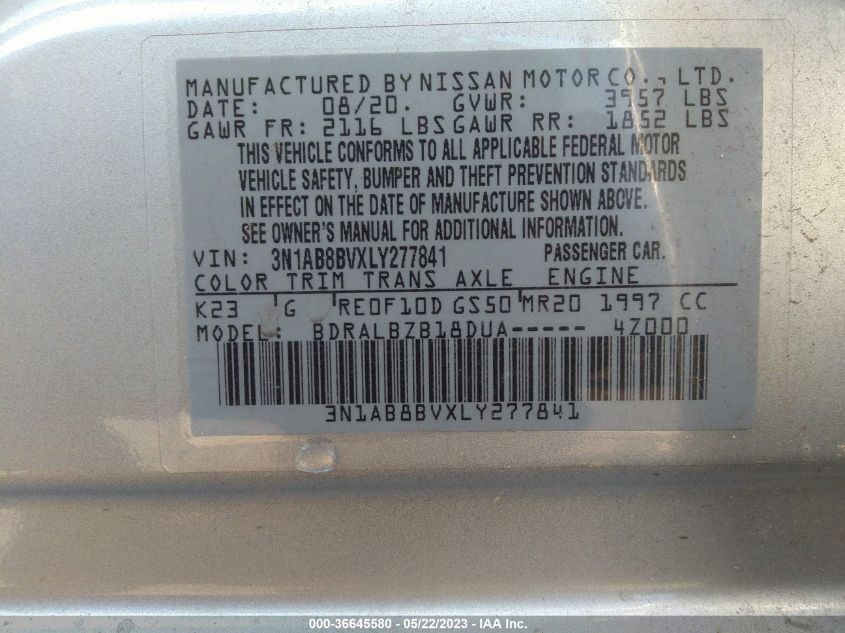 MANUFACTURED BY NISSAN MOTOR CO., LTD.
DATE: 08/20. GVWR: 3957 LBS
GAWR FR: 2116 LBS GAWR RR: 1852 LBS
THIS VEHICLE CONFORMS TO ALL APPLICABLE FEDERAL MOTOR
VEHICLE SAFETY, BUMPER AND THEFT PREVENTION STANDARDS
IN EFFECT ON THE DATE OF MANUFACTURE SHOWN ABOVE.
SEE OWNER'S MANUAL FOR ADDITIONAL INFORMATION.
VIN: 3N1AB8BVXLY277841 PASSENGER CAR.
COLOR TRIM TRANS AXLE ENGINE
K23 G RE0F10D GS50 MR20 1997 CC
MODEL: BDRALBZB18DUA----- 4Z000
3N1AB8BVXLY277841
000-36645580 - 05/22/2023 - IAA Inc.